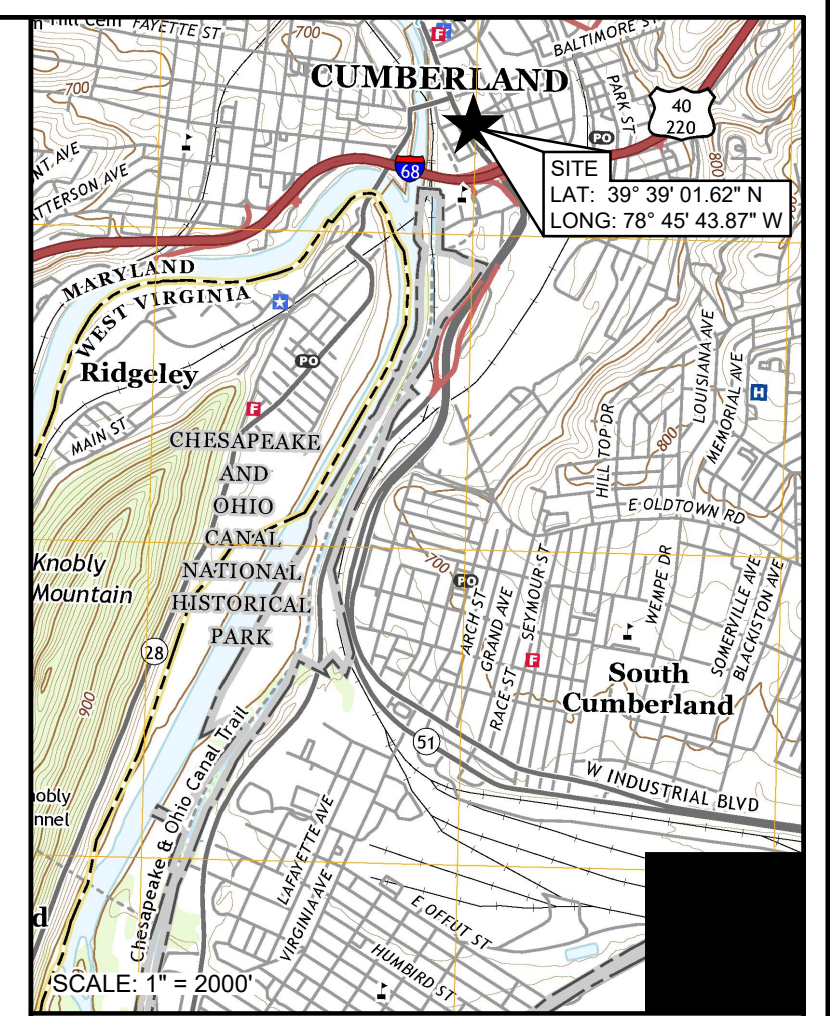 FAYETTE ST
700
F
BALTIMORE ST
CUMBERLAND
PARK ST
40
220
700
PO
68
SITE
LAT: 39° 39' 01.62" N
LONG: 78° 45' 43.87" W
800
PATTERSON AVE
MARYLAND
WEST VIRGINIA
PO
Ridgeley
F
MAIN ST
LOUISIANA AVE
MEMORIAL AVE
H
HILL TOP DR
800
CHESAPEAKE
AND
OHIO
CANAL
NATIONAL
HISTORICAL
PARK
E OLDTOWN RD
Knobly
Mountain
700
PO
ARCH ST
GRAND AVE
SEYMOUR ST
WEMPE DR
SOMERVILLE AVE
BLACKISTON AVE
28
F
RACE ST
South
Cumberland
900
51
W INDUSTRIAL BLVD
Chesapeake & Ohio Canal Trail
LAFAYETTE AVE
VIRGINIA AVE
E OFFUT ST
HUMBIRD ST
SCALE: 1" = 2000'